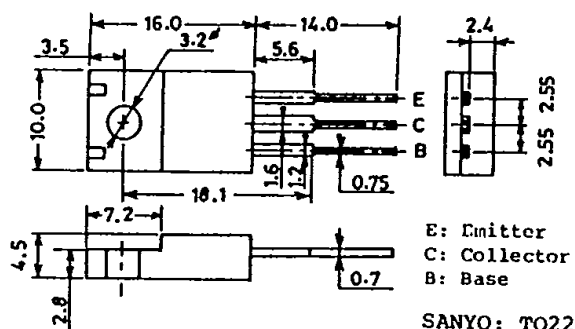 16.0
14.0
3.5
3.2ø
5.6
2.4
10.0
E
C
B
2.55
2.55
18.1
1.6
1.2
0.75
7.2
4.5
2.8
0.7
E: Emitter
C: Collector
B: Base
SANYO: TO22